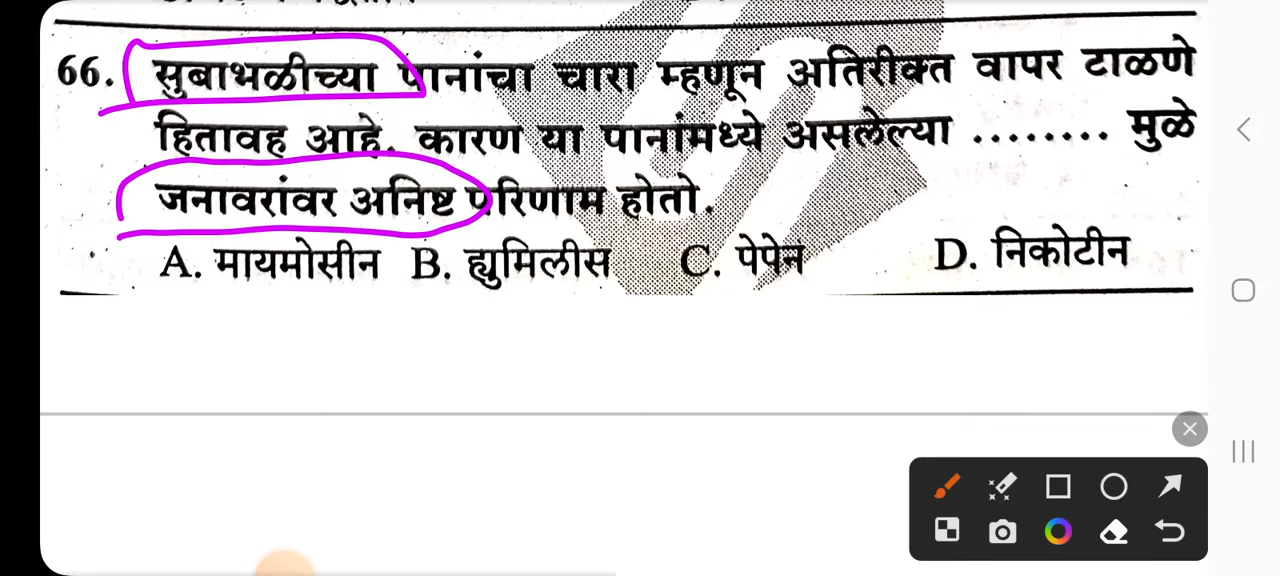 66. सुबाभळीच्या पानांचा चारा म्हणून अतिरीक्त वापर टाळणे
हितावह आहे. कारण या पानांमध्ये असलेल्या ........ मुळे
जनावरांवर अनिष्ट परिणाम होतो.
A. मायमोसीन B. ह्युमिलीस C. पेपेन D. निकोटीन